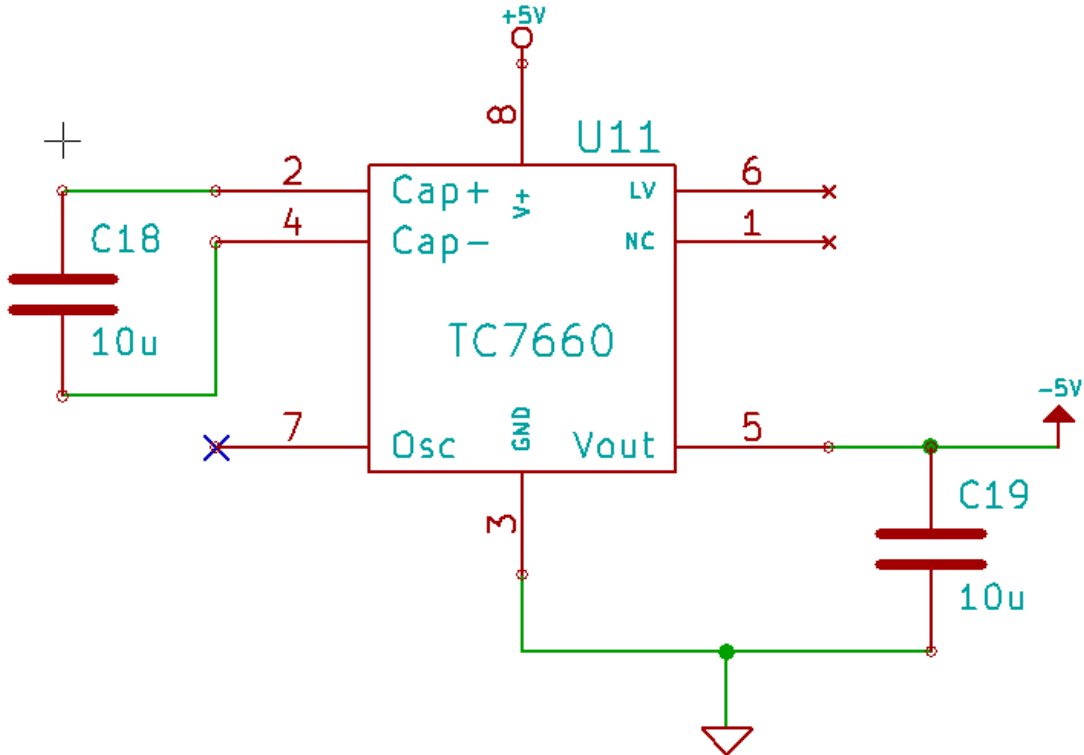 +5V
8
U11
2
Cap+
V+
LV
6
4
Cap-
NC
1
C18
10u
TC7660
-5V
7
Osc
GND
Vout
5
C19
3
10u